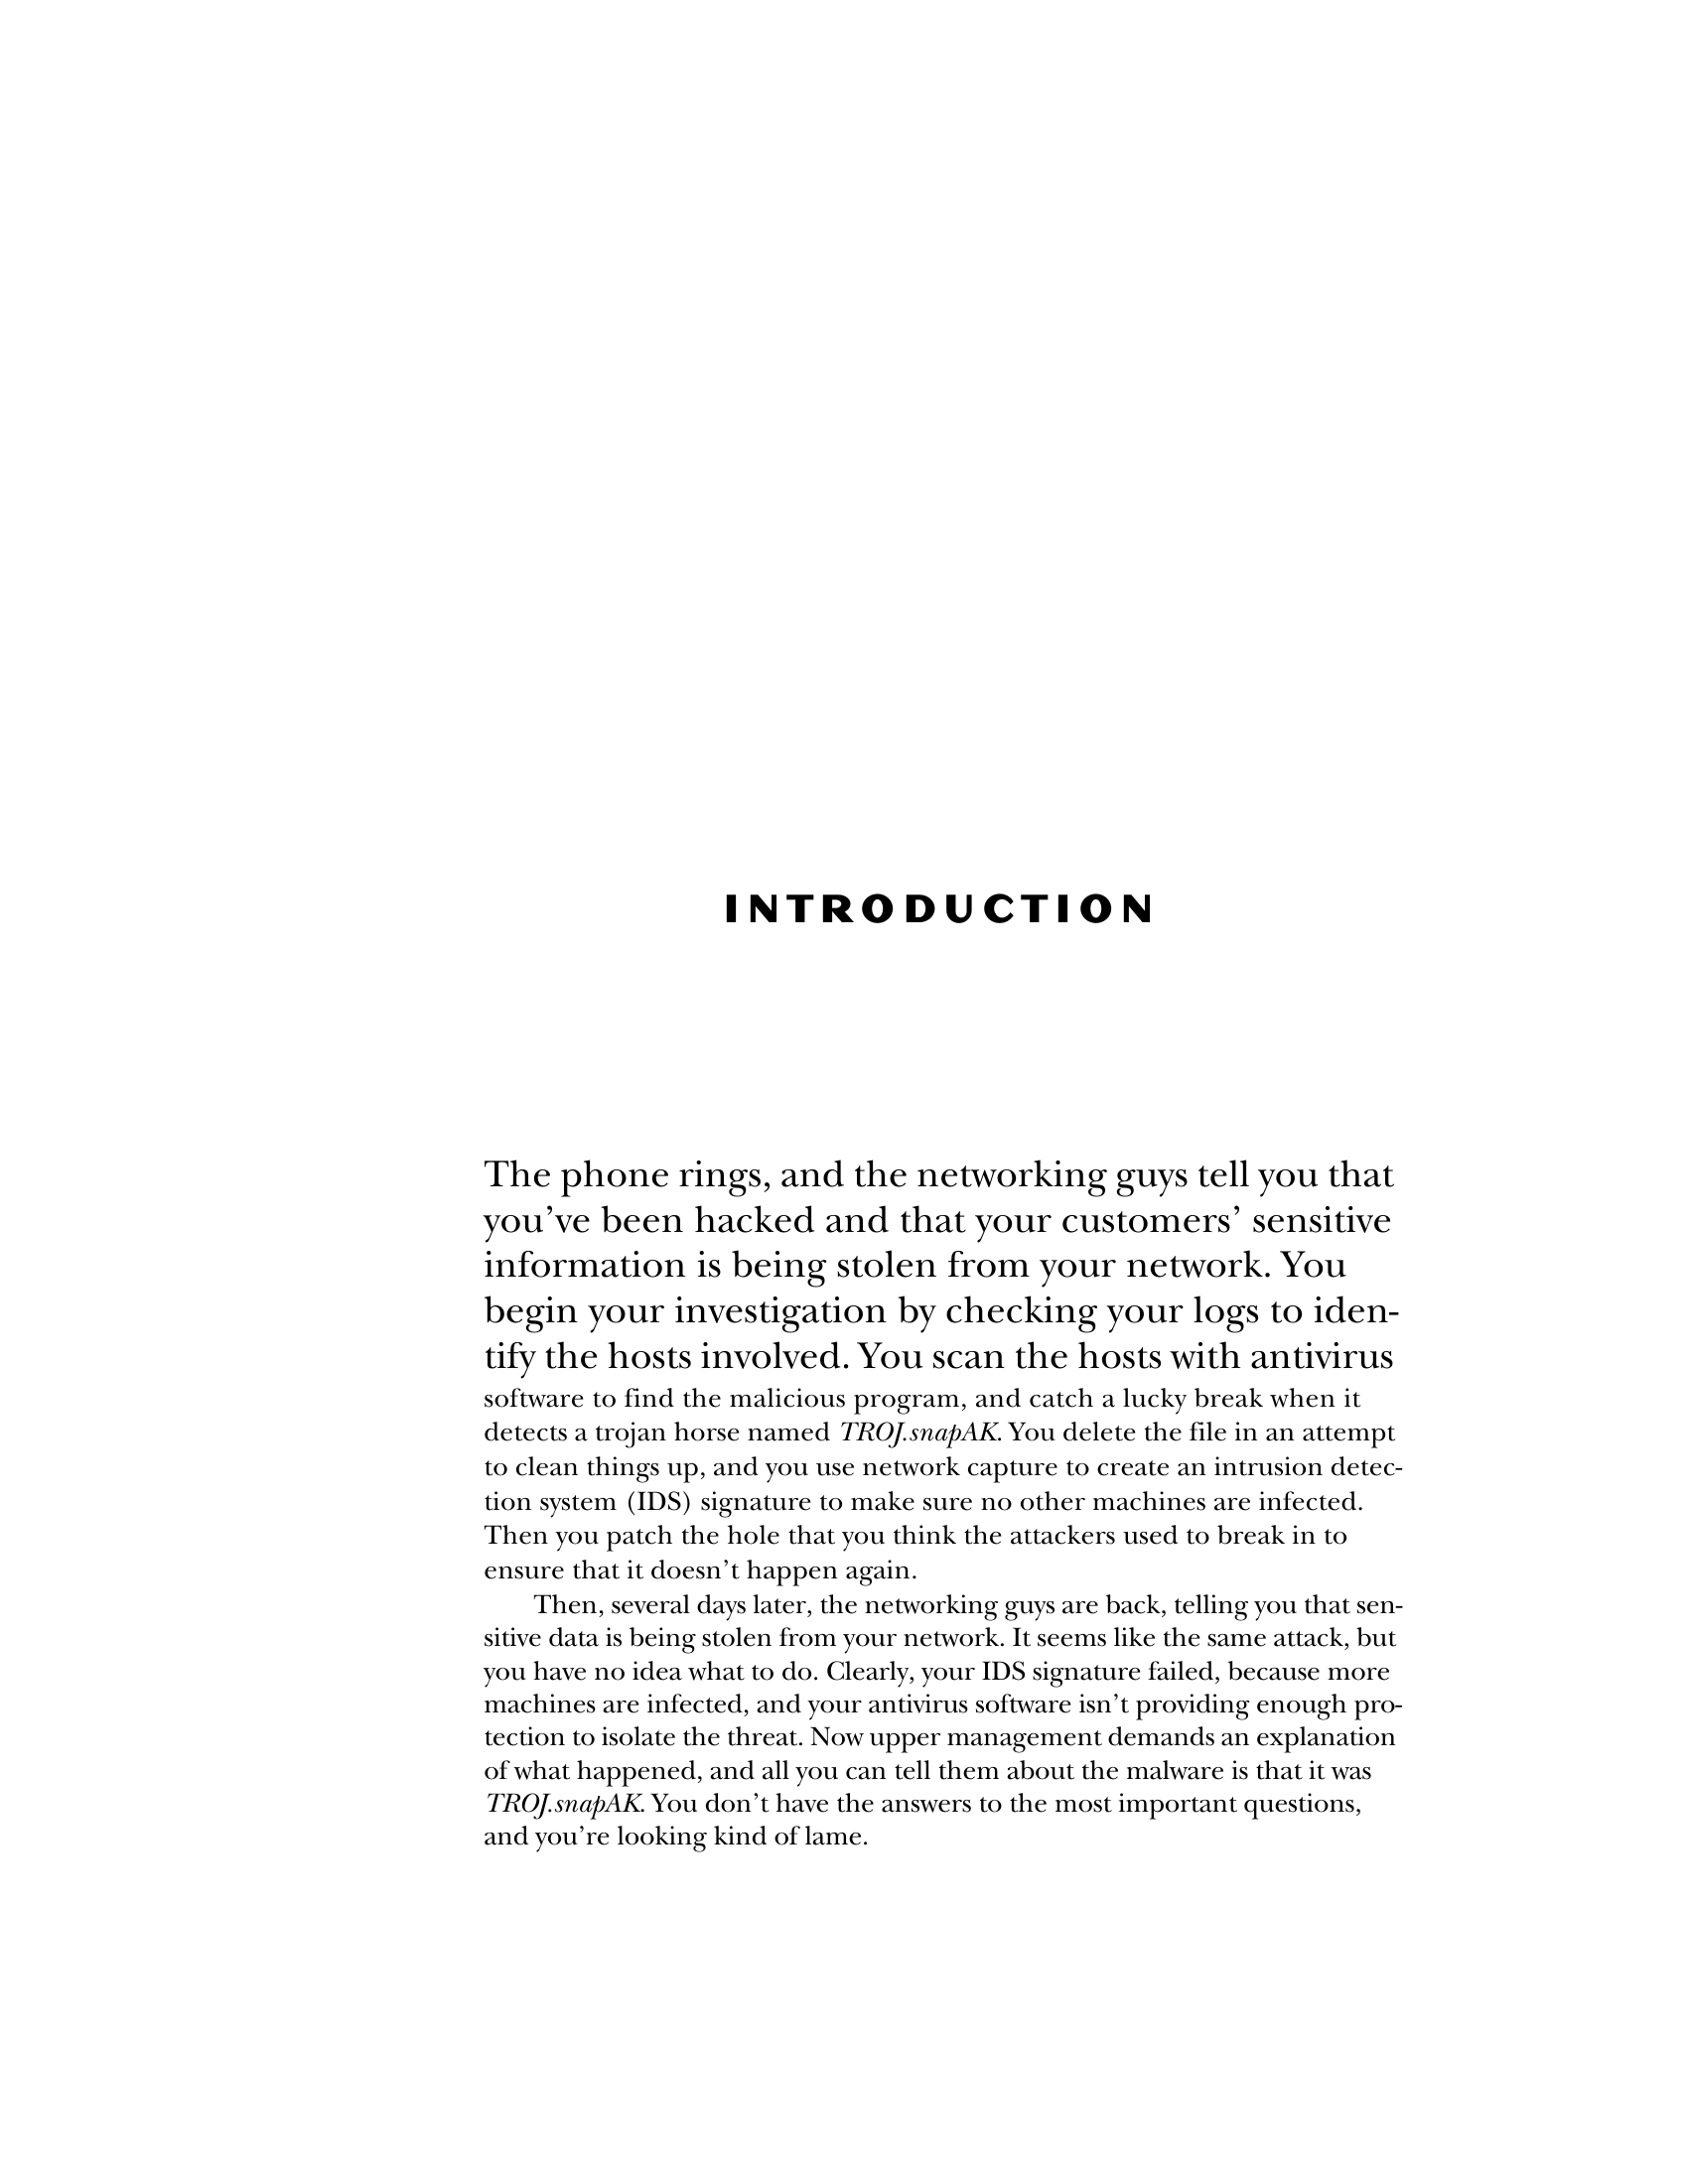 INTRODUCTION
The phone rings, and the networking guys tell you that
you’ve been hacked and that your customers’ sensitive
information is being stolen from your network. You
begin your investigation by checking your logs to iden-
tify the hosts involved. You scan the hosts with antivirus
software to find the malicious program, and catch a lucky break when it
detects a trojan horse named TROJ.snapAK. You delete the file in an attempt
to clean things up, and you use network capture to create an intrusion detec-
tion system (IDS) signature to make sure no other machines are infected.
Then you patch the hole that you think the attackers used to break in to
ensure that it doesn’t happen again.
Then, several days later, the networking guys are back, telling you that sen-
sitive data is being stolen from your network. It seems like the same attack, but
you have no idea what to do. Clearly, your IDS signature failed, because more
machines are infected, and your antivirus software isn’t providing enough pro-
tection to isolate the threat. Now upper management demands an explanation
of what happened, and all you can tell them about the malware is that it was
TROJ.snapAK. You don’t have the answers to the most important questions,
and you’re looking kind of lame.